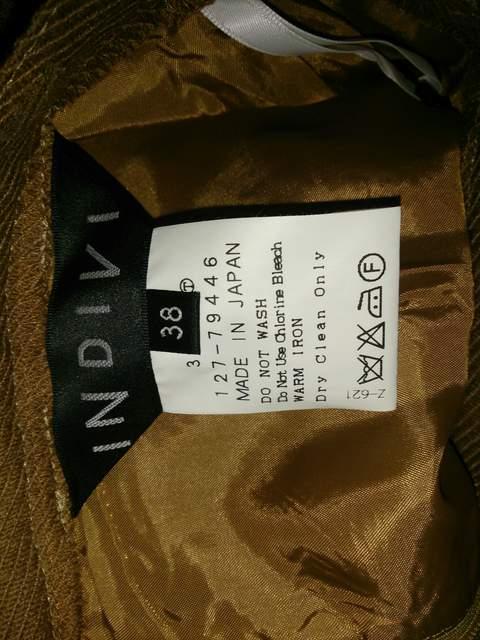 INDIVI
38
3 Ⓣ
127-79446
MADE IN JAPAN
DO NOT WASH
Do Not Use Chlorine Bleach
WARM IRON
Dry Clean Only
F
Z-621